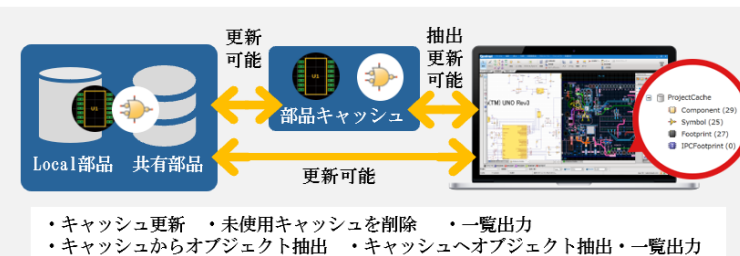 更新
可能
抽出
更新
可能
U1
部品キャッシュ
U1
Local部品 共有部品
更新可能
(TM) UNO Rev3
ProjectCache
Component (29)
Symbol (25)
Footprint (27)
IPCFootprint (0)
・キャッシュ更新 ・未使用キャッシュを削除 ・一覧出力
・キャッシュからオブジェクト抽出 ・キャッシュへオブジェクト抽出・一覧出力